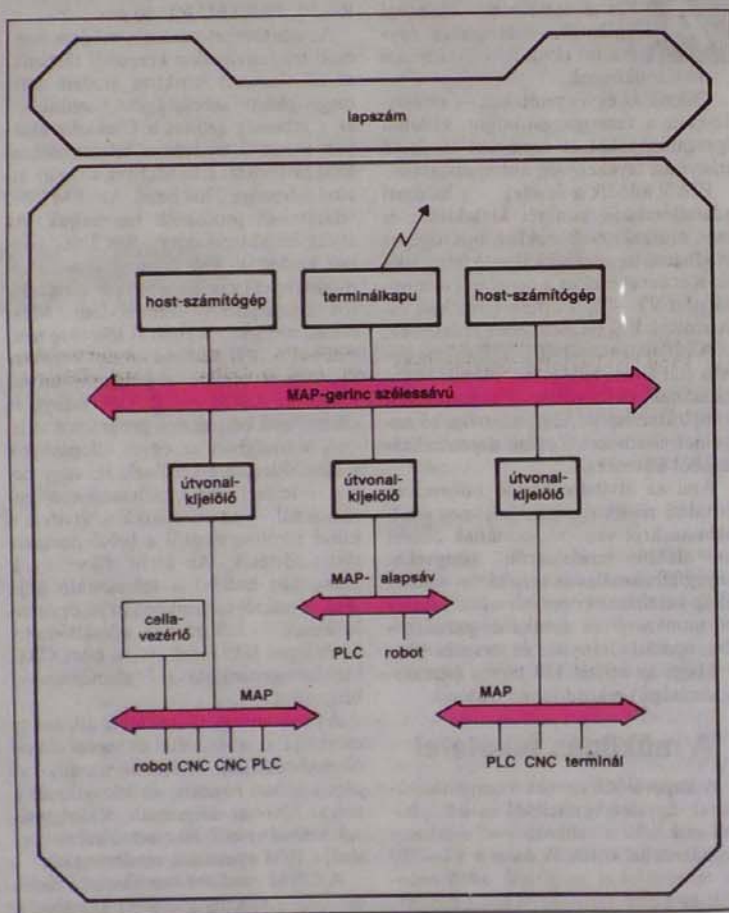 lapszám
host-számítógép
terminálkapu
host-számítógép
MAP-gerinc szélessávú
útvonal-
kijelölő
útvonal-
kijelölő
útvonal-
kijelölő
MAP- alapsáv
PLC robot
cella-
vezérlő
MAP
robot CNC CNC PLC
MAP
PLC CNC terminál